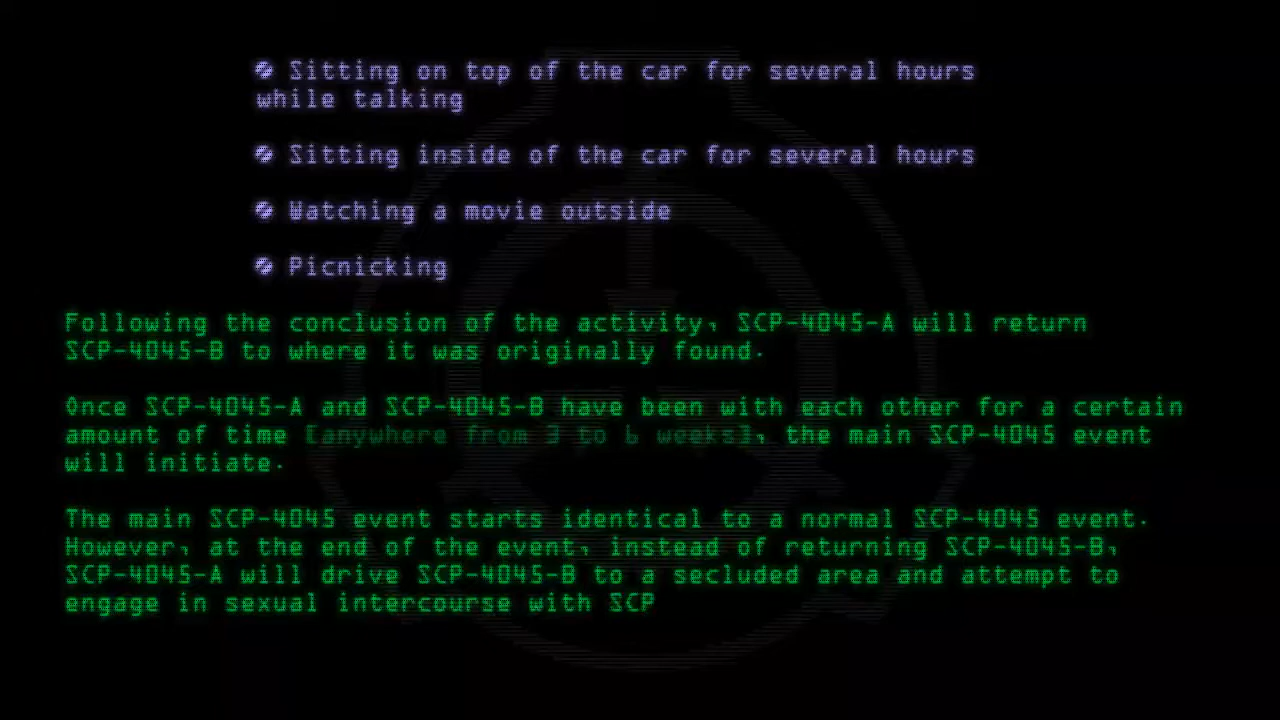 Sitting on top of the car for several hours
while talking
Sitting inside of the car for several hours
Watching a movie outside
Picnicking
Following the conclusion of the activity, SCP-4045-A will return
SCP-4045-B to where it was originally found.
Once SCP-4045-A and SCP-4045-B have been with each other for a certain
amount of time [anywhere from 3 to 6 weeks], the main SCP-4045 event
will initiate.
The main SCP-4045 event starts identical to a normal SCP-4045 event.
However, at the end of the event, instead of returning SCP-4045-B,
SCP-4045-A will drive SCP-4045-B to a secluded area and attempt to
engage in sexual intercourse with SCP